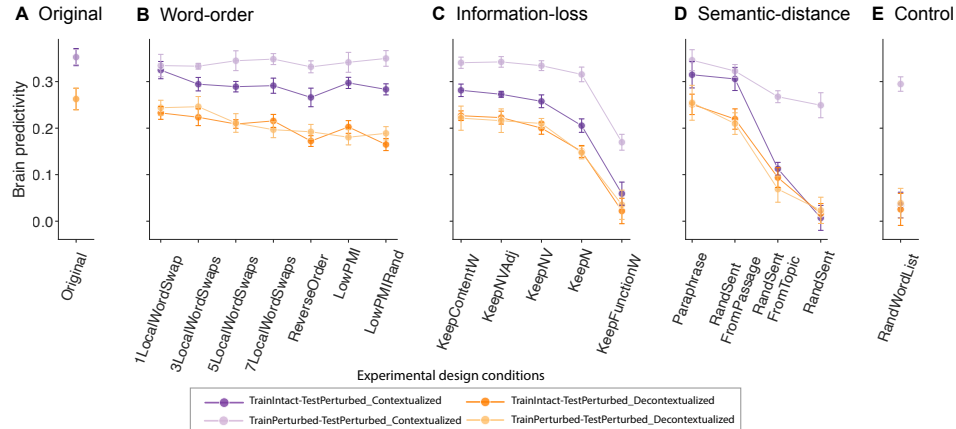 A Original
B Word-order
C Information-loss
D Semantic-distance
E Control
Brain predictivity
0.3
0.2
0.1
0.0
Original
1LocalWordSwap
3LocalWordSwaps
5LocalWordSwaps
7LocalWordSwaps
ReverseOrder
LowPMI
LowPMIRand
KeepContentW
KeepNVAdj
KeepNV
KeepN
KeepFunctionW
Paraphrase
RandSent
FromPassage
RandSent
FromTopic
RandSent
RandWordList
Experimental design conditions
TrainIntact-TestPerturbed_Contextualized
TrainIntact-TestPerturbed_Decontextualized
TrainPerturbed-TestPerturbed_Contextualized
TrainPerturbed-TestPerturbed_Decontextualized